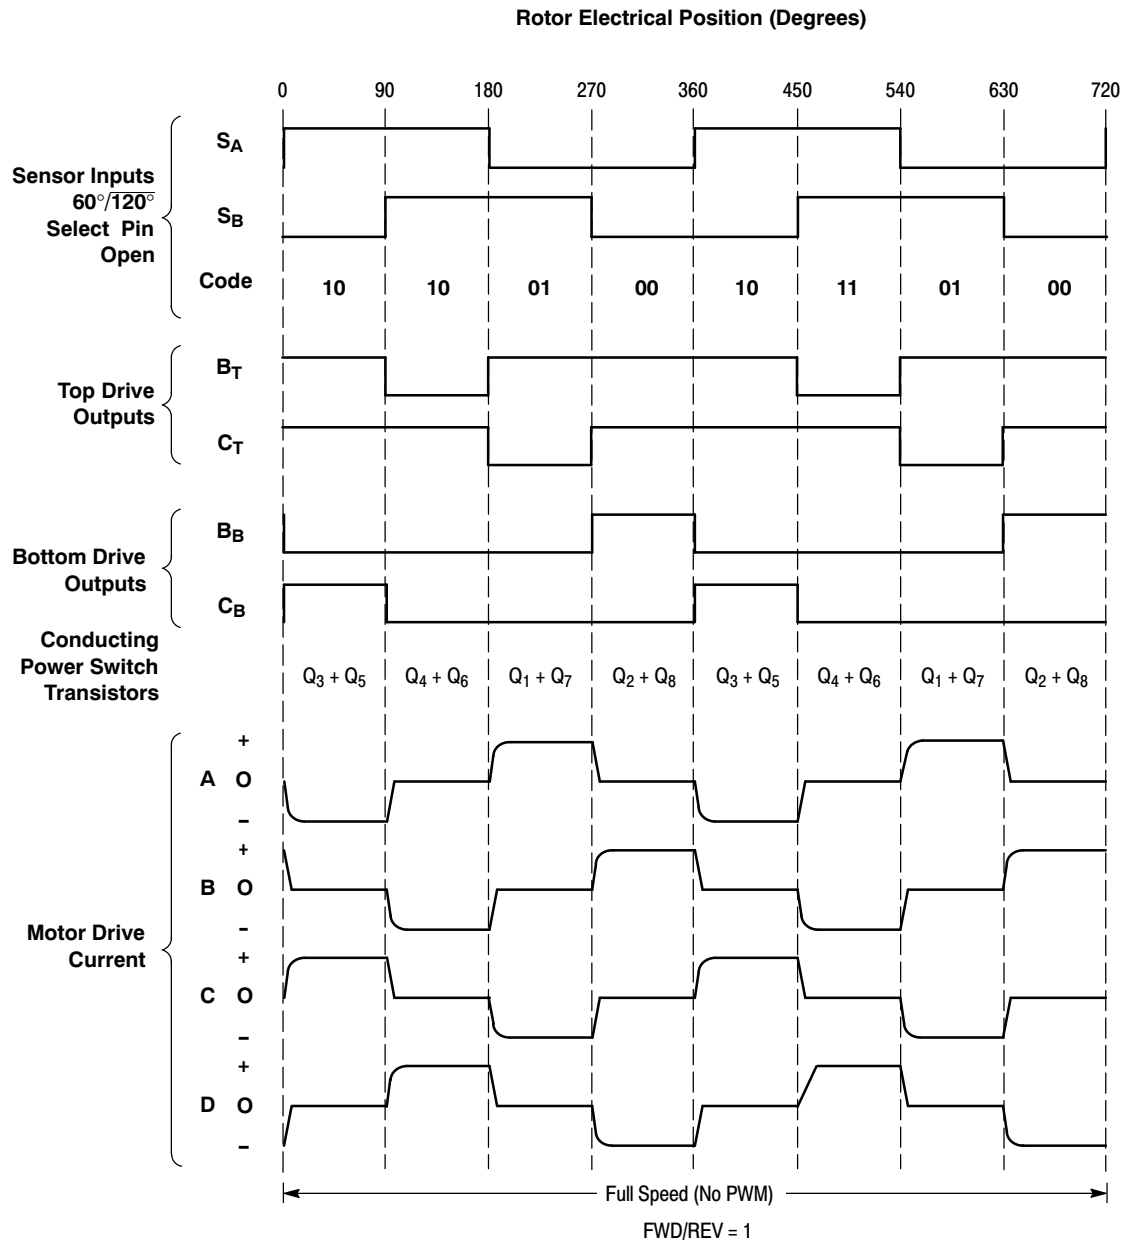 Rotor Electrical Position (Degrees)
0 90 180 270 360 450 540 630 720
Sensor Inputs
60°/120°
Select Pin
Open
SA
SB
Code
10 10 01 00 10 11 01 00
Top Drive
Outputs
BT
CT
Bottom Drive
Outputs
BB
CB
Conducting
Power Switch
Transistors
Q3 + Q5 Q4 + Q6 Q1 + Q7 Q2 + Q8 Q3 + Q5 Q4 + Q6 Q1 + Q7 Q2 + Q8
Motor Drive
Current
+
A O
–
+
B O
–
+
C O
–
+
D O
–
Full Speed (No PWM)
FWD/REV = 1